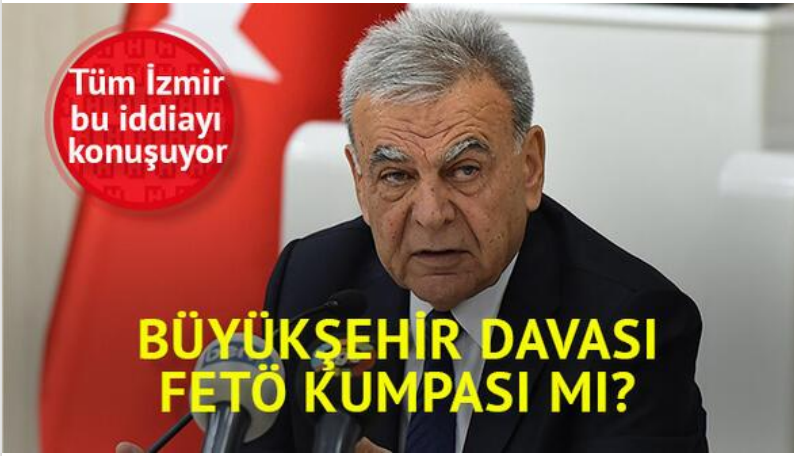 Tüm İzmir
bu iddiayı
konuşuyor
BÜYÜKŞEHİR DAVASI
FETÖ KUMPASI MI?